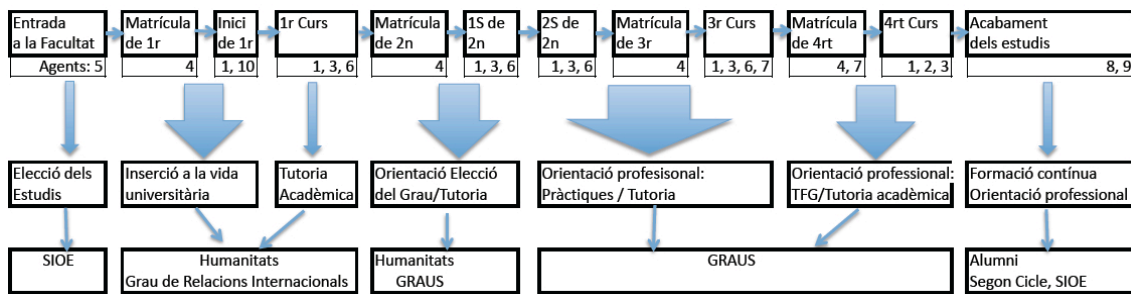 Entrada
a la Facultat
Matrícula
de 1r
Inici
de 1r
1r Curs
Matrícula
de 2n
1S de
2n
2S de
2n
Matrícula
de 3r
3r Curs
Matrícula
de 4rt
4rt Curs
Acabament
dels estudis
Agents: 5
4
1, 10
1, 3, 6
4
1, 3, 6
1, 3, 6
4
1, 3, 6, 7
4, 7
1, 2, 3
8, 9
Elecció dels
Estudis
Inserció a la vida
universitària
Tutoria
Acadèmica
Orientació Elecció
del Grau/Tutoria
Orientació profesisonal:
Pràctiques / Tutoria
Orientació professional:
TFG/Tutoria acadèmica
Formació contínua
Orientació professional
SIOE
Humanitats
Grau de Relacions Internacionals
Humanitats
GRAUS
GRAUS
Alumni
Segon Cicle, SIOE